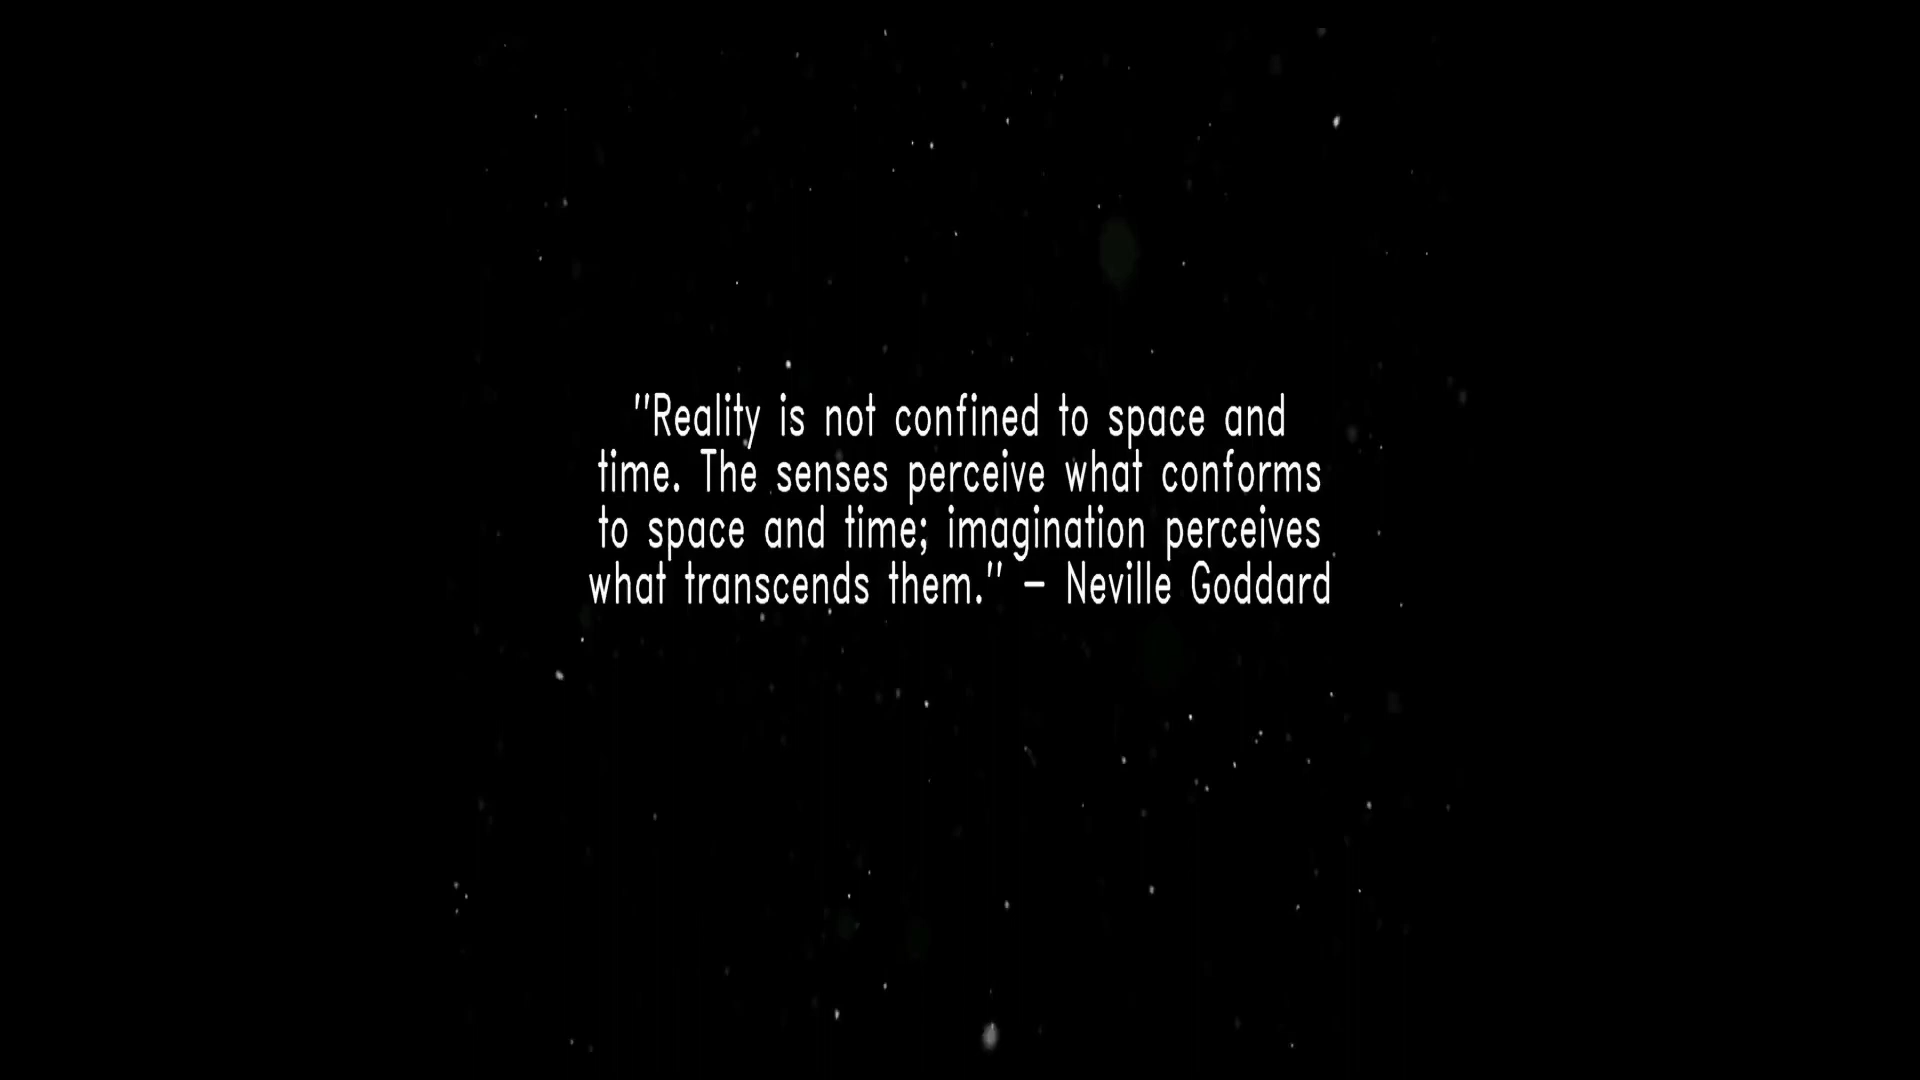 "Reality is not confined to space and
time. The senses perceive what conforms
to space and time; imagination perceives
what transcends them." – Neville Goddard